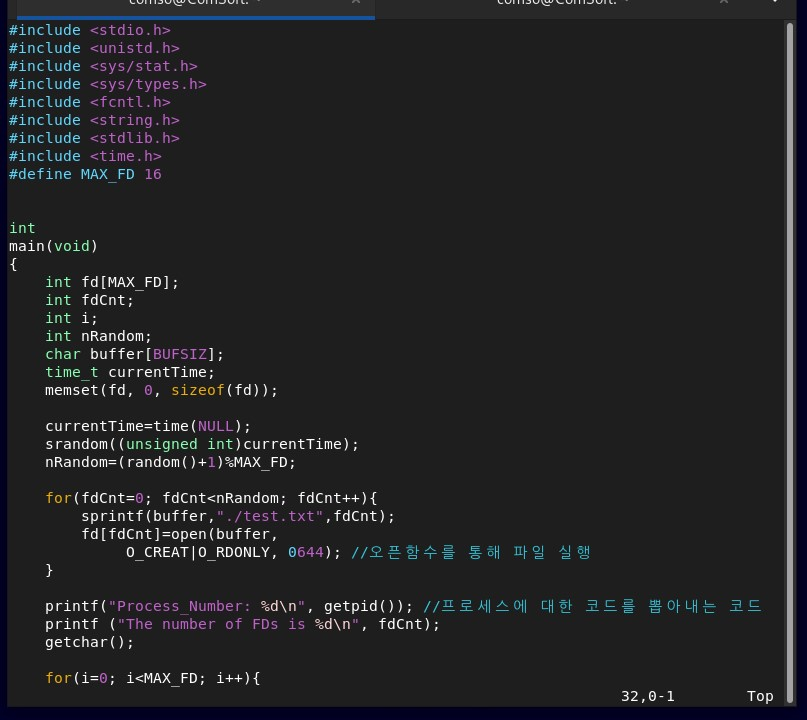 #include <stdio.h>
#include <unistd.h>
#include <sys/stat.h>
#include <sys/types.h>
#include <fcntl.h>
#include <string.h>
#include <stdlib.h>
#include <time.h>
#define MAX_FD 16
int
main(void)
{
    int fd[MAX_FD];
    int fdCnt;
    int i;
    int nRandom;
    char buffer[BUFSIZ];
    time_t currentTime;
    memset(fd, 0, sizeof(fd));
    currentTime=time(NULL);
    srandom((unsigned int)currentTime);
    nRandom=(random()+1)%MAX_FD;
    for(fdCnt=0; fdCnt<nRandom; fdCnt++){
        sprintf(buffer,"./test.txt",fdCnt);
        fd[fdCnt]=open(buffer,
             O_CREAT|O_RDONLY, 0644); //오픈함수를 통해 파일 실행
    }
    printf("Process_Number: %d\n", getpid()); //프로세스에 대한 코드를 뽑아내는 코드
    printf ("The number of FDs is %d\n", fdCnt);
    getchar();
    for(i=0; i<MAX_FD; i++){
32,0-1 Top